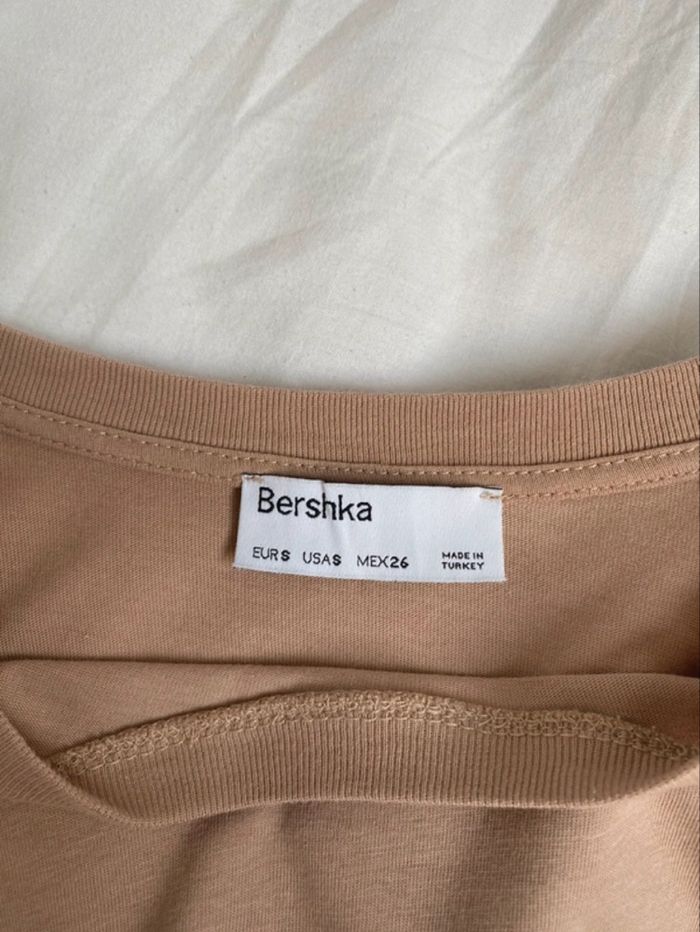 Bershka
EUR S USA S MEX 26
MADE IN
TURKEY